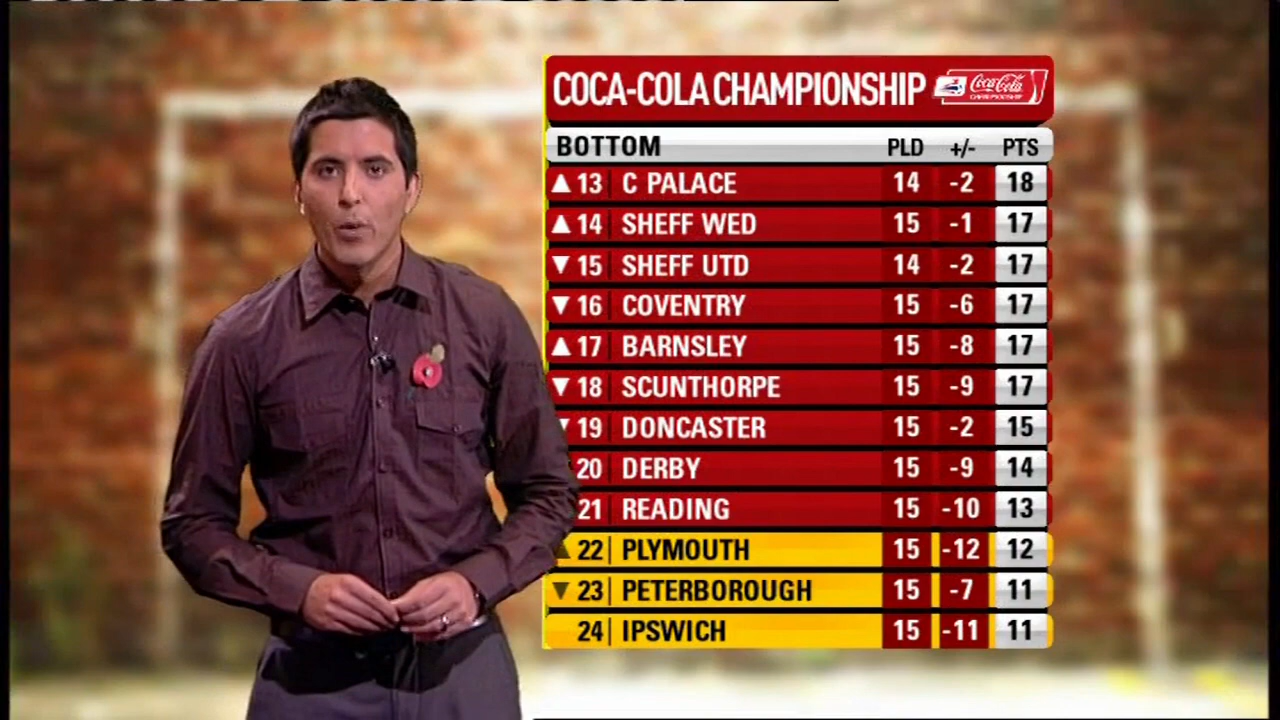 COCA-COLA CHAMPIONSHIP Coca-Cola CHAMPIONSHIP
BOTTOM PLD +/- PTS
13 C PALACE 14 -2 18
14 SHEFF WED 15 -1 17
15 SHEFF UTD 14 -2 17
16 COVENTRY 15 -6 17
17 BARNSLEY 15 -8 17
18 SCUNTHORPE 15 -9 17
19 DONCASTER 15 -2 15
20 DERBY 15 -9 14
21 READING 15 -10 13
22 PLYMOUTH 15 -12 12
23 PETERBOROUGH 15 -7 11
24 IPSWICH 15 -11 11